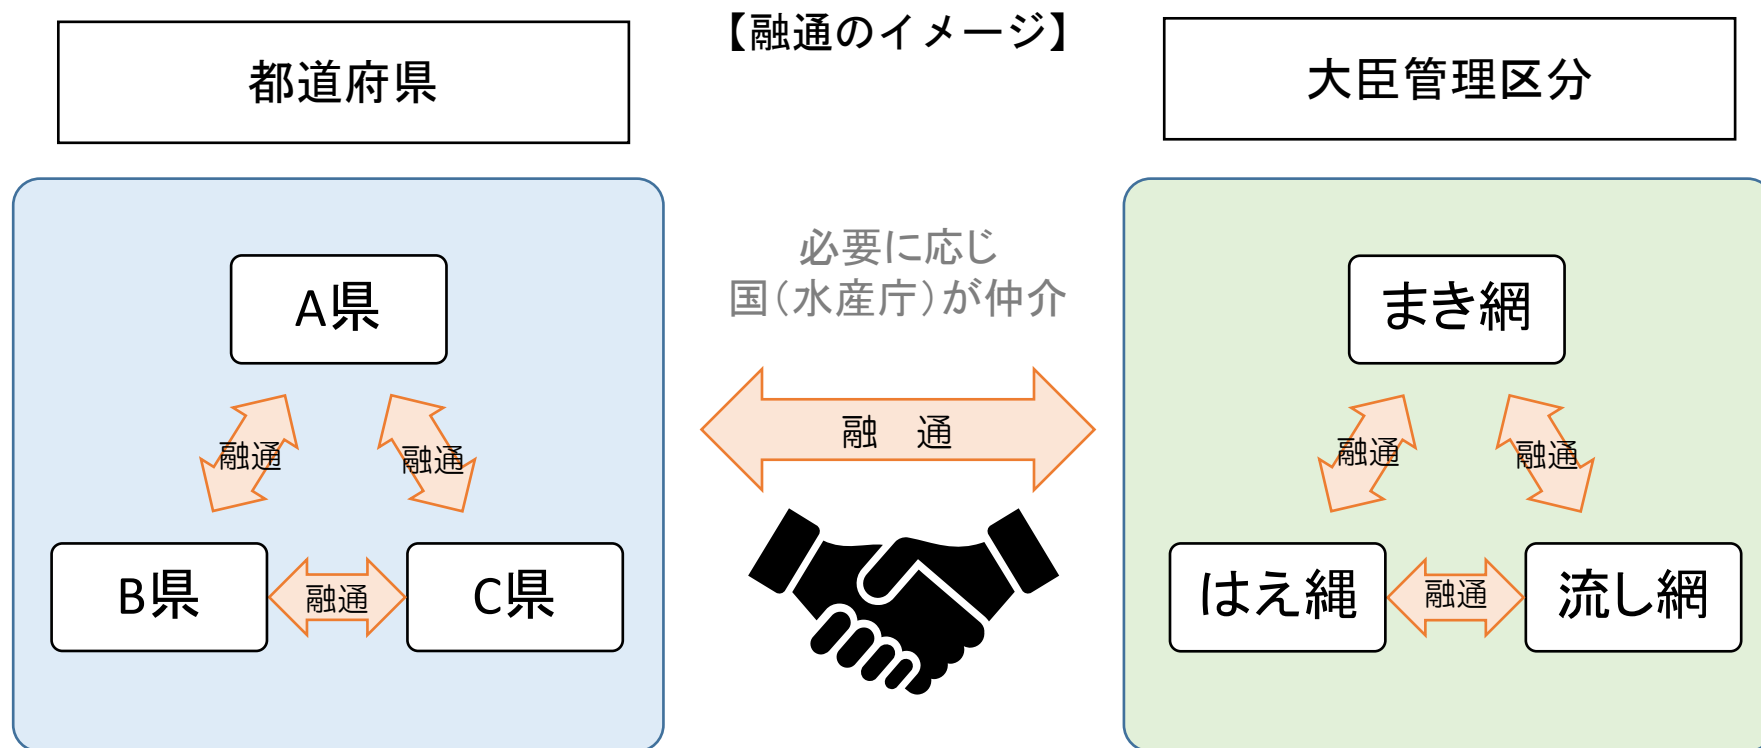 【融通のイメージ】
都道府県
大臣管理区分
A県
融通
融通
B県
融通
C県
必要に応じ
国(水産庁)が仲介
融　通
まき網
融通
融通
はえ縄
融通
流し網